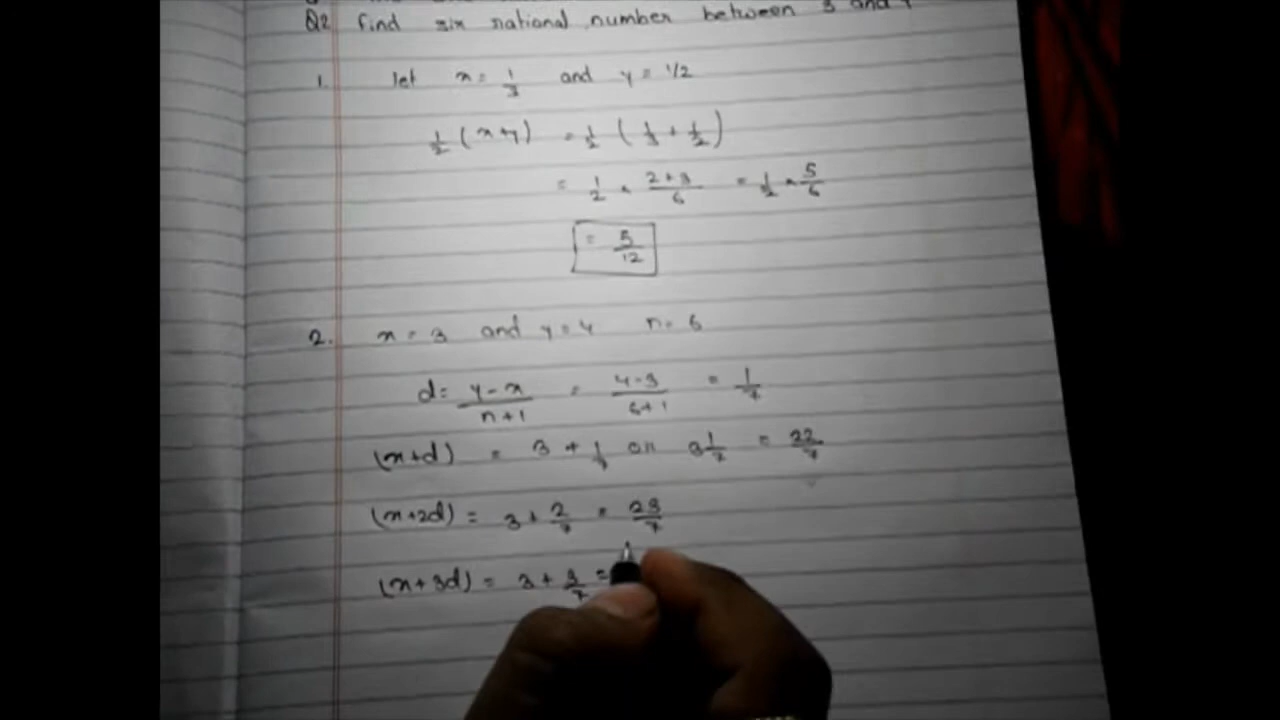 Q2 find six rational number between 3 and 4
1. let x = 1/3 and y = 1/2
1/2 (x+y) = 1/2 ( 1/3 + 1/2 )
= 1/2 × 2+3/6 = 1/2 × 5/6
= 5/12
2. x = 3 and y = 4 n = 6
d = y-x/n+1 = 4-3/6+1 = 1/7
(x+d) = 3 + 1/7 or 3 1/7 = 22/7
(x+2d) = 3 + 2/7 = 23/7
(x+3d) = 3 + 3/7 =